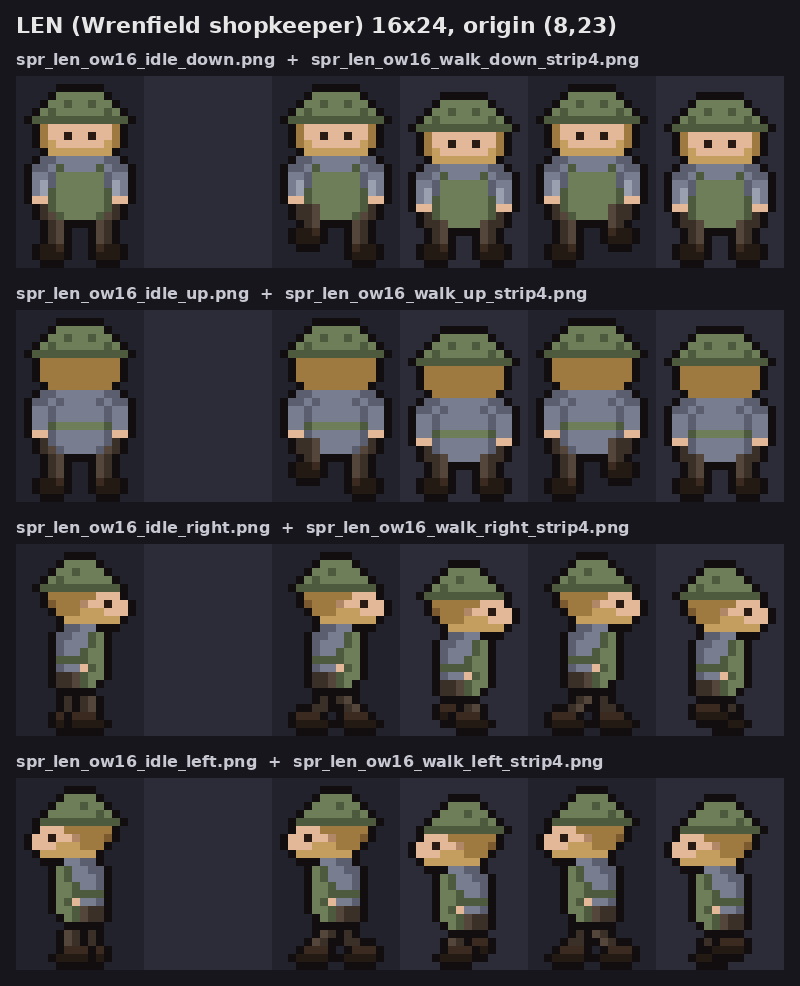 LEN (Wrenfield shopkeeper) 16x24, origin (8,23)
spr_len_ow16_idle_down.png + spr_len_ow16_walk_down_strip4.png
spr_len_ow16_idle_up.png + spr_len_ow16_walk_up_strip4.png
spr_len_ow16_idle_right.png + spr_len_ow16_walk_right_strip4.png
spr_len_ow16_idle_left.png + spr_len_ow16_walk_left_strip4.png